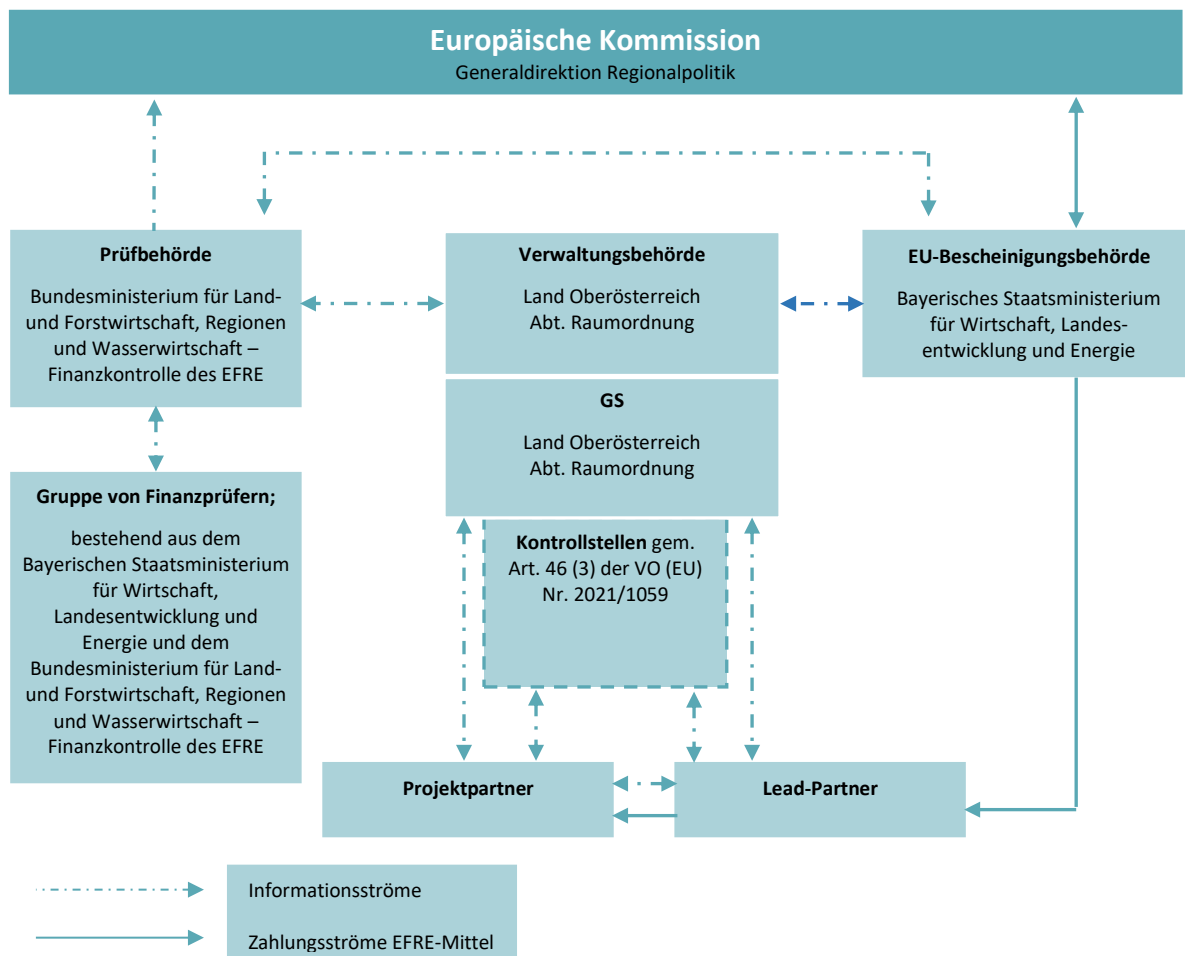 Europäische Kommission
Generaldirektion Regionalpolitik
Prüfbehörde
Bundesministerium für Land-
und Forstwirtschaft, Regionen
und Wasserwirtschaft –
Finanzkontrolle des EFRE
Verwaltungsbehörde
Land Oberösterreich
Abt. Raumordnung
EU-Bescheinigungsbehörde
Bayerisches Staatsministerium
für Wirtschaft, Landes-
entwicklung und Energie
GS
Land Oberösterreich
Abt. Raumordnung
Gruppe von Finanzprüfern;
bestehend aus dem
Bayerischen Staatsministerium
für Wirtschaft,
Landesentwicklung und
Energie und dem
Bundesministerium für Land-
und Forstwirtschaft, Regionen
und Wasserwirtschaft –
Finanzkontrolle des EFRE
Kontrollstellen gem.
Art. 46 (3) der VO (EU)
Nr. 2021/1059
Projektpartner
Lead-Partner
Informationsströme
Zahlungsströme EFRE-Mittel